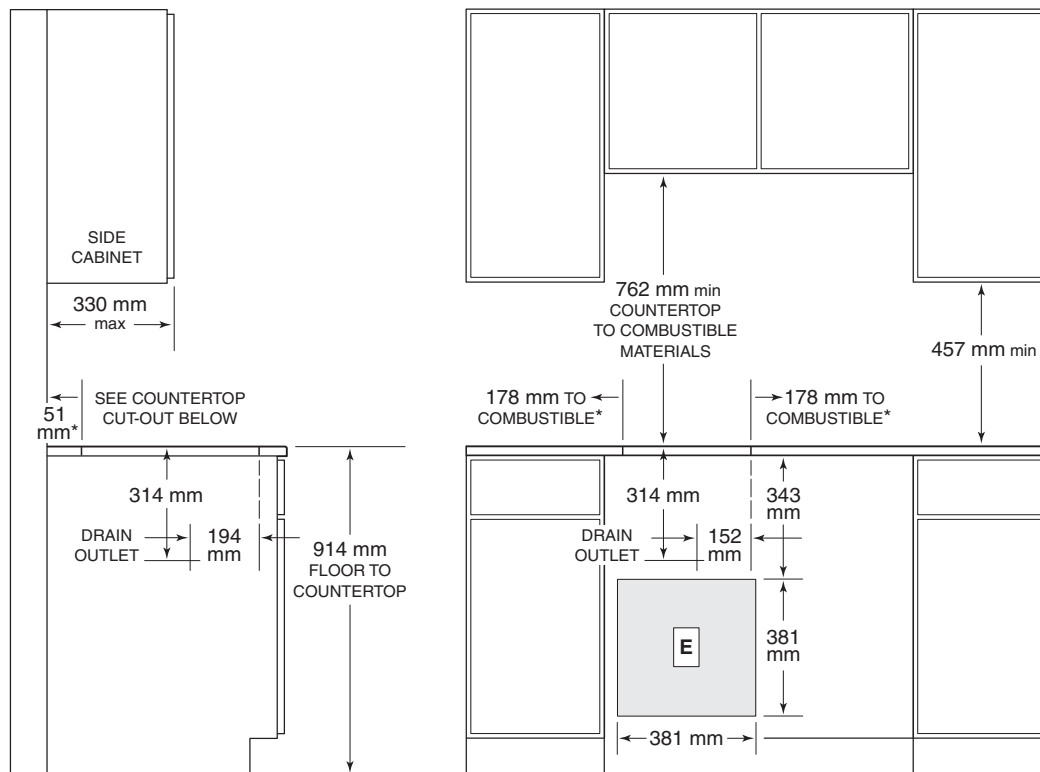 SIDE
CABINET
330 mm
max
51
mm*
SEE COUNTERTOP
CUT-OUT BELOW
314 mm
DRAIN
OUTLET
194
mm
914 mm
FLOOR TO
COUNTERTOP
762 mm min
COUNTERTOP
TO COMBUSTIBLE
MATERIALS
457 mm min
178 mm TO
COMBUSTIBLE*
178 mm TO
COMBUSTIBLE*
314 mm
343
mm
DRAIN
OUTLET
152
mm
E
381
mm
381 mm